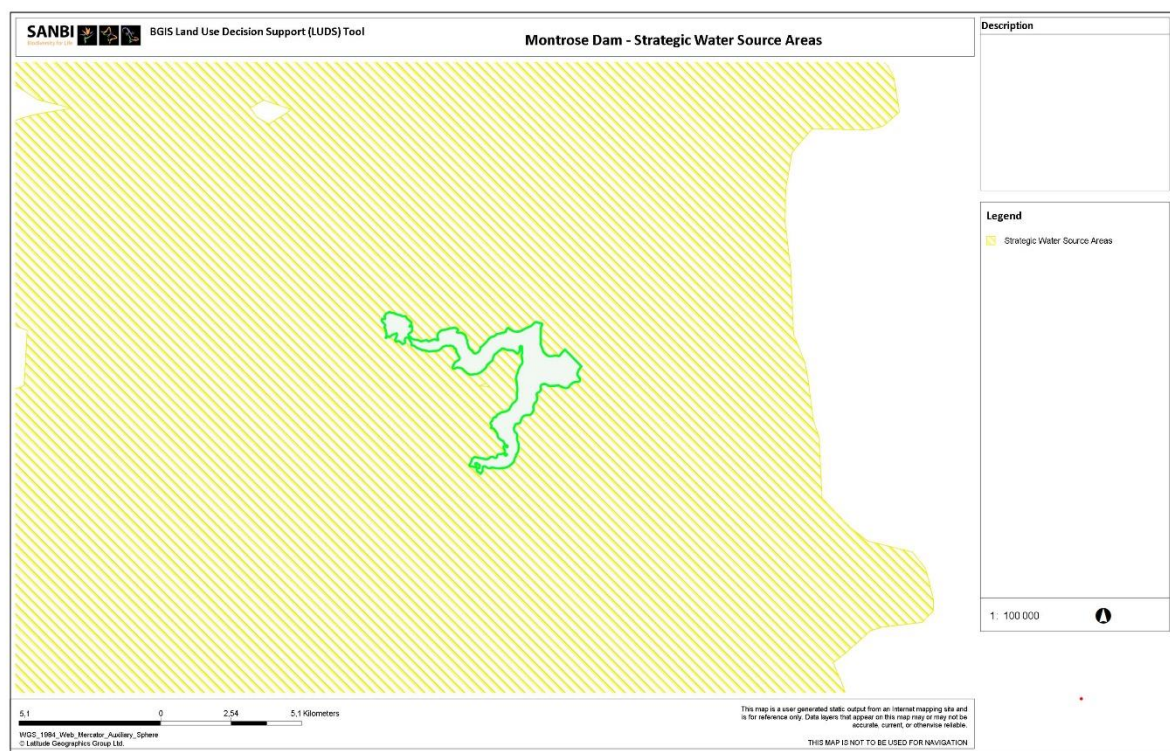 SANBI
Biodiversity for Life
BGIS Land Use Decision Support (LUDS) Tool
Montrose Dam - Strategic Water Source Areas
Description
Legend
Strategic Water Source Areas
1: 100 000
5,1
0
2,54
5,1 Kilometers
WGS_1984_Web_Mercator_Auxiliary_Sphere
© Latitude Geographics Group Ltd.
This map is a user generated static output from an Internet mapping site and
is for reference only. Data layers that appear on this map may or may not be
accurate, current, or otherwise reliable.
THIS MAP IS NOT TO BE USED FOR NAVIGATION